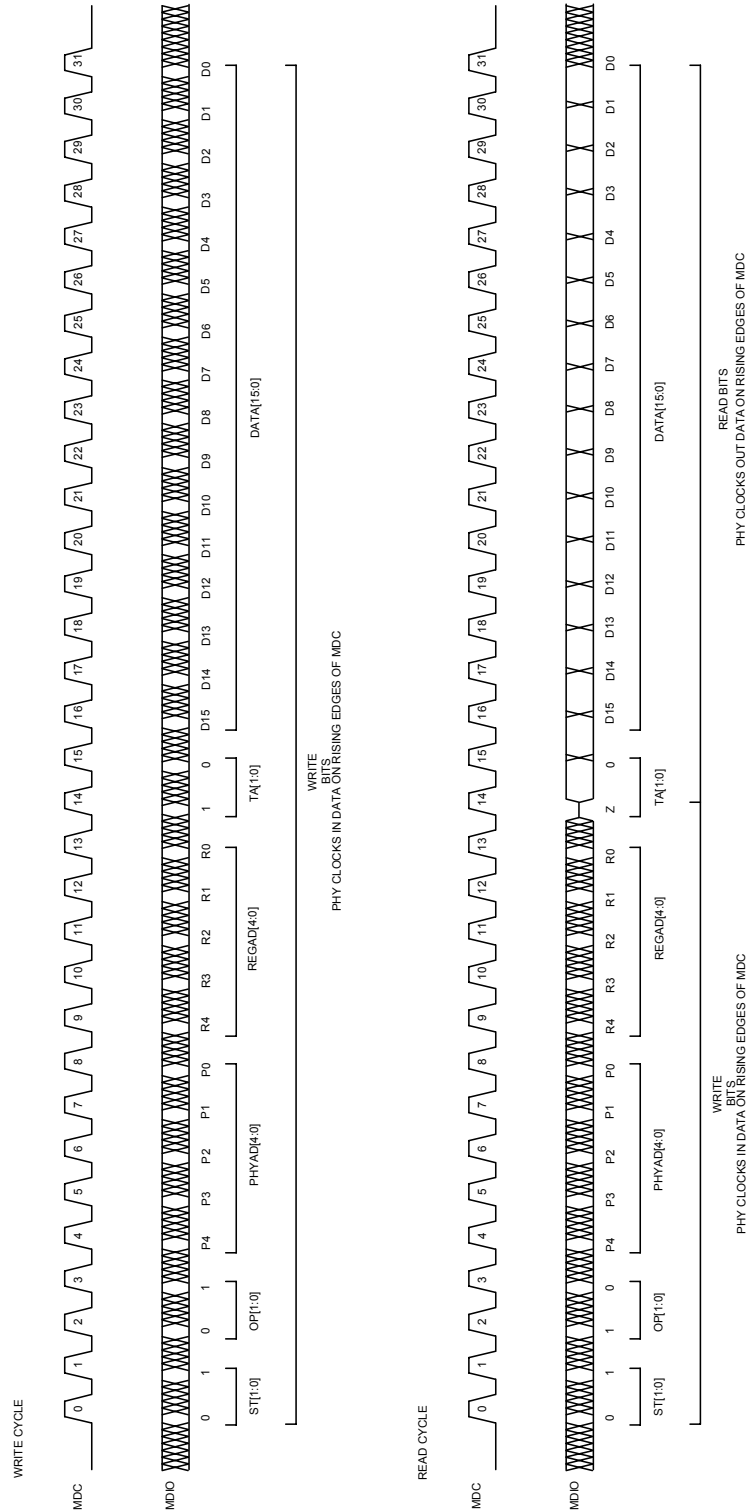 WRITE CYCLE
MDC
0 1 2 3 4 5 6 7 8 9 10 11 12 13 14 15 16 17 18 19 20 21 22 23 24 25 26 27 28 29 30 31
MDIO
0 1 0 1 P4 P3 P2 P1 P0 R4 R3 R2 R1 R0 1 0 D15 D14 D13 D12 D11 D10 D9 D8 D7 D6 D5 D4 D3 D2 D1 D0
ST[1:0] OP[1:0] PHYAD[4:0] REGAD[4:0] TA[1:0] DATA[15:0]
WRITE
BITS
PHY CLOCKS IN DATA ON RISING EDGES OF MDC
READ CYCLE
MDC
0 1 2 3 4 5 6 7 8 9 10 11 12 13 14 15 16 17 18 19 20 21 22 23 24 25 26 27 28 29 30 31
MDIO
0 1 1 0 P4 P3 P2 P1 P0 R4 R3 R2 R1 R0 Z 0 D15 D14 D13 D12 D11 D10 D9 D8 D7 D6 D5 D4 D3 D2 D1 D0
ST[1:0] OP[1:0] PHYAD[4:0] REGAD[4:0] TA[1:0] DATA[15:0]
WRITE
BITS
PHY CLOCKS IN DATA ON RISING EDGES OF MDC
READ BITS
PHY CLOCKS OUT DATA ON RISING EDGES OF MDC